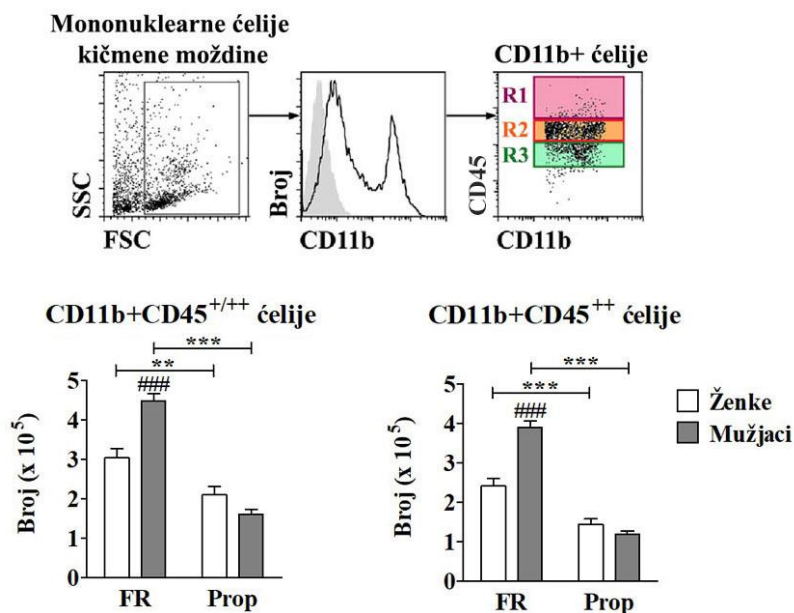 Mononuklearne ćelije
kičmene moždine
CD11b+ ćelije
SSC
FSC
Broj
CD11b
R1
R2
R3
CD45
CD11b
CD11b+CD45+/++ ćelije
***
**
###
5
4
3
2
1
0
Broj (x 10⁵)
FR
Prop
CD11b+CD45++ ćelije
***
***
###
5
4
3
2
1
0
Broj (x 10⁵)
FR
Prop
Ženke
Mužjaci